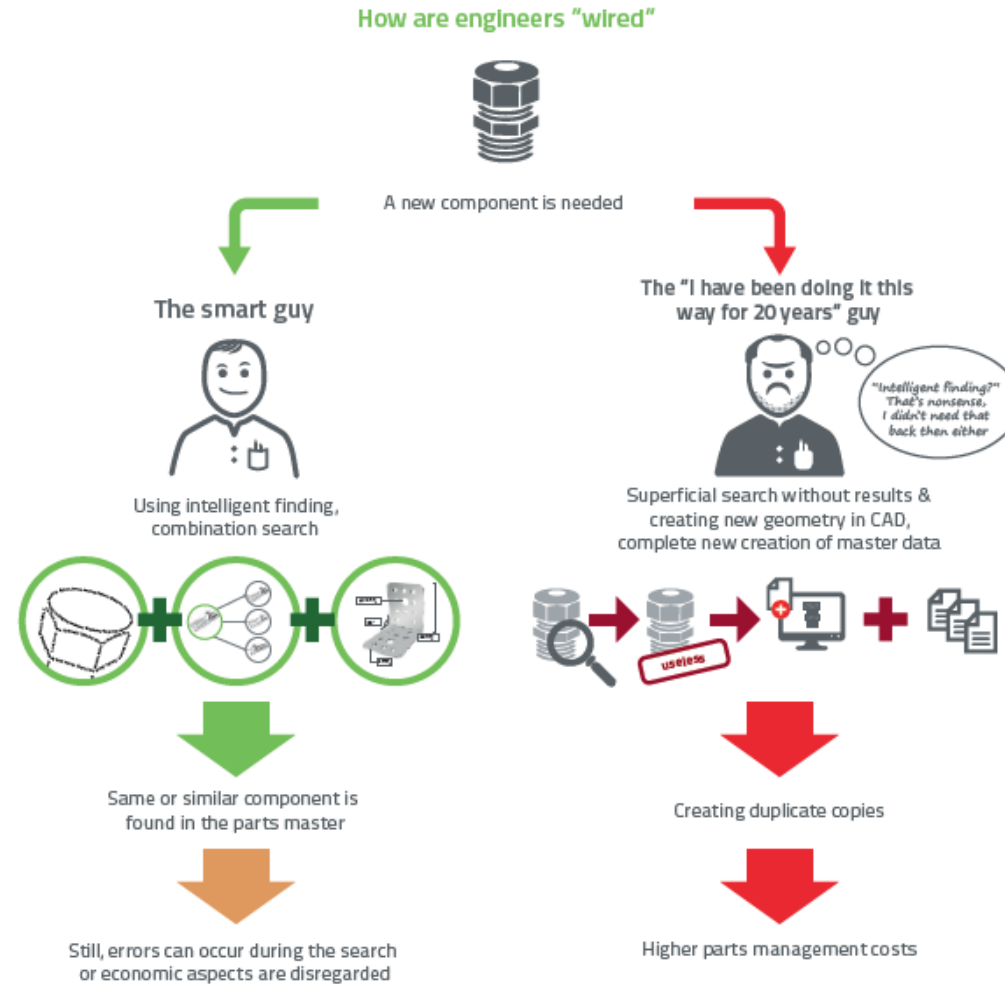 How are engineers "wired"
A new component is needed
The smart guy
The "I have been doing it this
way for 20 years" guy
"Intelligent finding?"
That's nonsense,
I didn't need that
back then either
Using intelligent finding,
combination search
Superficial search without results &
creating new geometry in CAD,
complete new creation of master data
useless
Same or similar component is
found in the parts master
Creating duplicate copies
Still, errors can occur during the search
or economic aspects are disregarded
Higher parts management costs